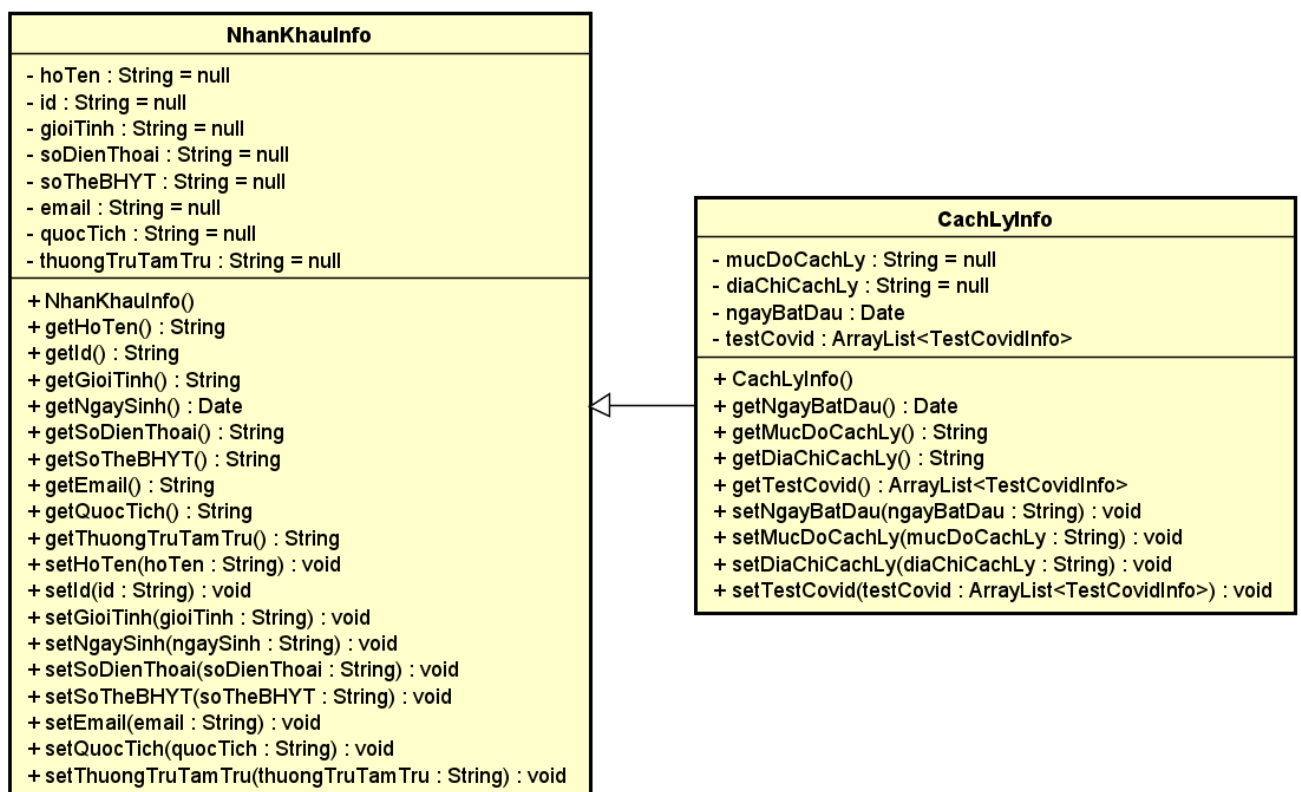 NhanKhauInfo
- hoTen : String = null
- id : String = null
- gioiTinh : String = null
- soDienThoai : String = null
- soTheBHYT : String = null
- email : String = null
- quocTich : String = null
- thuongTruTamTru : String = null
+ NhanKhauInfo()
+ getHoTen() : String
+ getId() : String
+ getGioiTinh() : String
+ getNgaySinh() : Date
+ getSoDienThoai() : String
+ getSoTheBHYT() : String
+ getEmail() : String
+ getQuocTich() : String
+ getThuongTruTamTru() : String
+ setHoTen(hoTen : String) : void
+ setId(id : String) : void
+ setGioiTinh(gioiTinh : String) : void
+ setNgaySinh(ngaySinh : String) : void
+ setSoDienThoai(soDienThoai : String) : void
+ setSoTheBHYT(soTheBHYT : String) : void
+ setEmail(email : String) : void
+ setQuocTich(quocTich : String) : void
+ setThuongTruTamTru(thuongTruTamTru : String) : void
CachLyInfo
- mucDoCachLy : String = null
- diaChiCachLy : String = null
- ngayBatDau : Date
- testCovid : ArrayList<TestCovidInfo>
+ CachLyInfo()
+ getNgayBatDau() : Date
+ getMucDoCachLy() : String
+ getDiaChiCachLy() : String
+ getTestCovid() : ArrayList<TestCovidInfo>
+ setNgayBatDau(ngayBatDau : String) : void
+ setMucDoCachLy(mucDoCachLy : String) : void
+ setDiaChiCachLy(diaChiCachLy : String) : void
+ setTestCovid(testCovid : ArrayList<TestCovidInfo>) : void